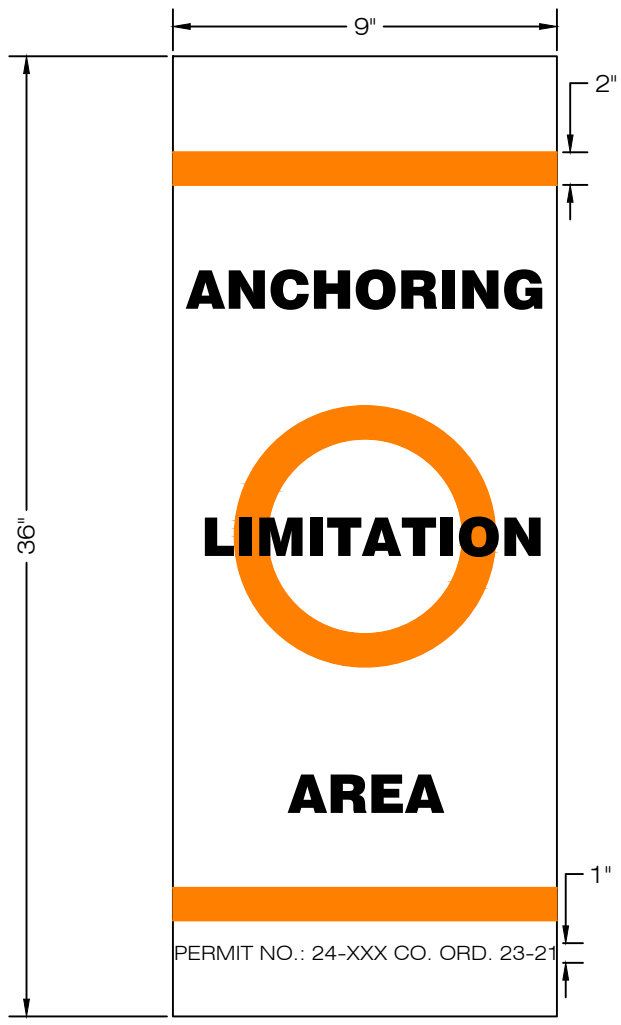 9"
2"
ANCHORING
36"
LIMITATION
AREA
1"
PERMIT NO.: 24-XXX CO. ORD. 23-21